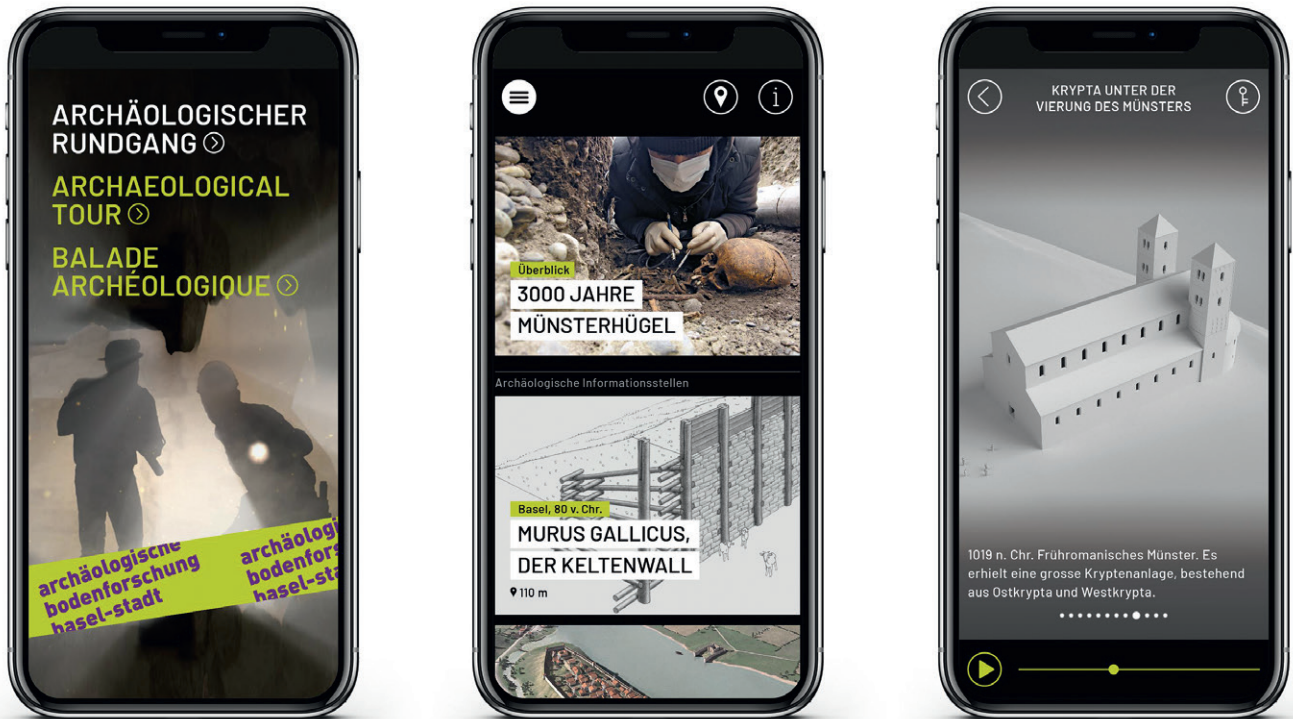 ARCHÄOLOGISCHER
RUNDGANG
ARCHAEOLOGICAL
TOUR
BALADE
ARCHÉOLOGIQUE
archäologische
bodenforschung
basel-stadt
archäologi
bodenfors
basel-sta
Überblick
3000 JAHRE
MÜNSTERHÜGEL
Archäologische Informationsstellen
Basel, 80 v. Chr.
MURUS GALLICUS,
DER KELTENWALL
110 m
KRYPTA UNTER DER
VIERUNG DES MÜNSTERS
1019 n. Chr. Frühromanisches Münster. Es
erhielt eine grosse Kryptenanlage, bestehend
aus Ostkrypta und Westkrypta.